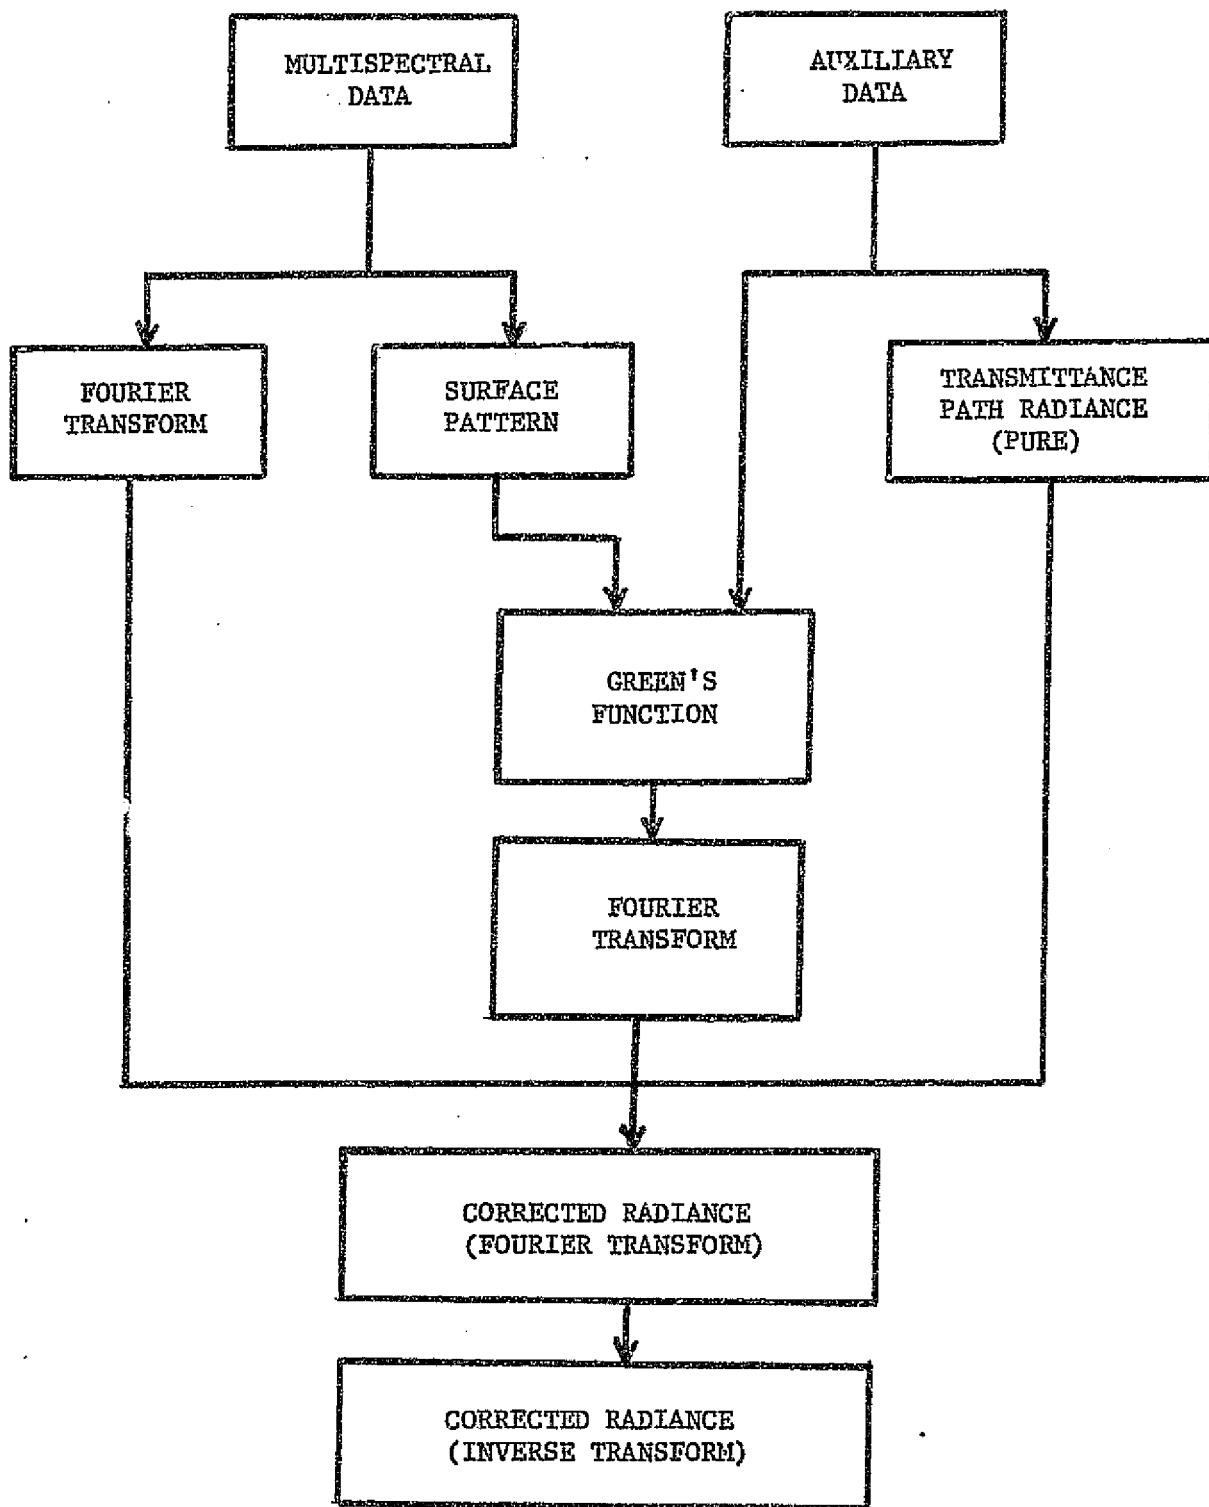 MULTISPECTRAL
DATA
AUXILIARY
DATA
FOURIER
TRANSFORM
SURFACE
PATTERN
TRANSMITTANCE
PATH RADIANCE
(PURE)
GREEN'S
FUNCTION
FOURIER
TRANSFORM
CORRECTED RADIANCE
(FOURIER TRANSFORM)
CORRECTED RADIANCE
(INVERSE TRANSFORM)